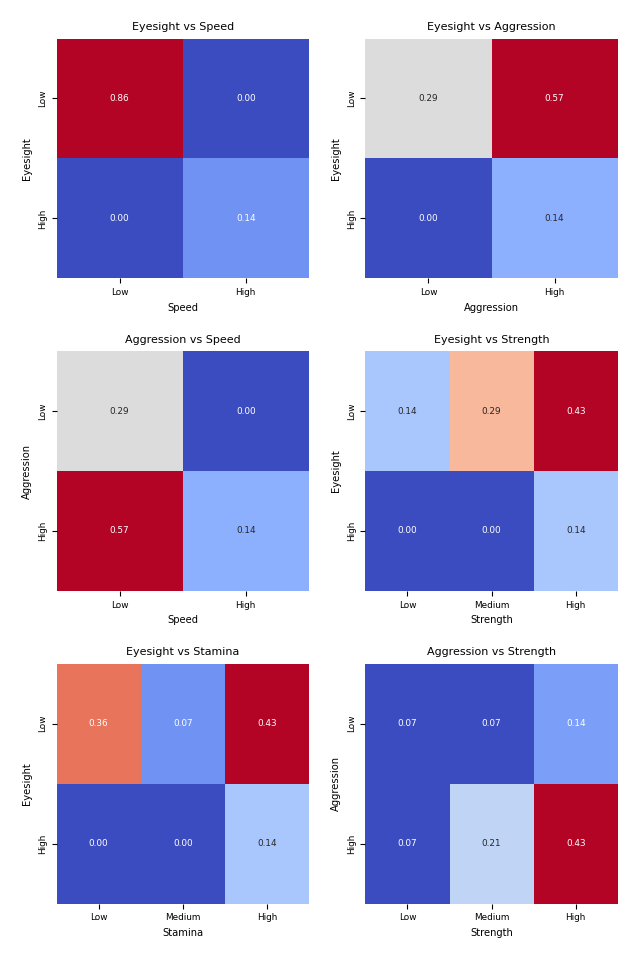 Eyesight vs Speed
Low
0.86
0.00
Eyesight
High
0.00
0.14
Low
High
Speed
Eyesight vs Aggression
Low
0.29
0.57
Eyesight
High
0.00
0.14
Low
High
Aggression
Aggression vs Speed
Low
0.29
0.00
Aggression
High
0.57
0.14
Low
High
Speed
Eyesight vs Strength
Low
0.14
0.29
0.43
Eyesight
High
0.00
0.00
0.14
Low
Medium
High
Strength
Eyesight vs Stamina
Low
0.36
0.07
0.43
Eyesight
High
0.00
0.00
0.14
Low
Medium
High
Stamina
Aggression vs Strength
Low
0.07
0.07
0.14
Aggression
High
0.07
0.21
0.43
Low
Medium
High
Strength